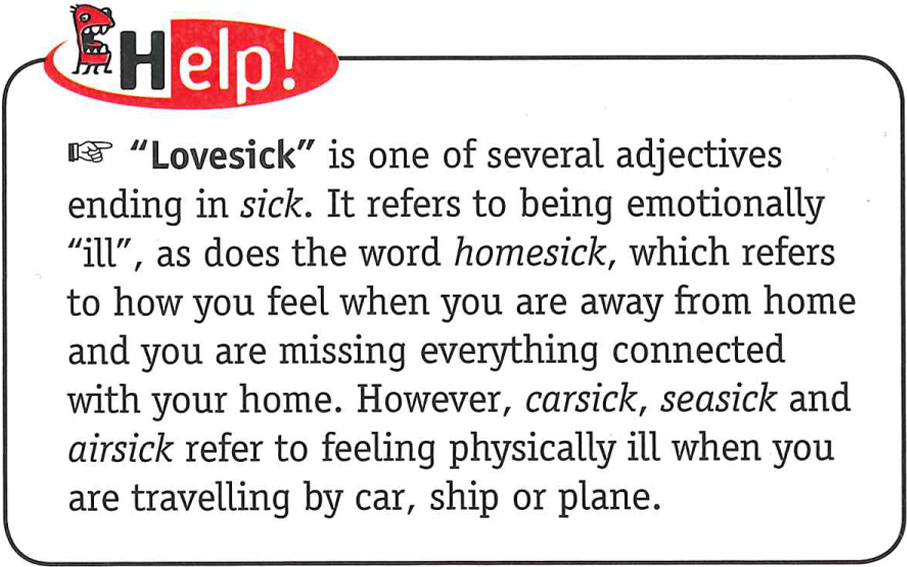 Help!
☞ "Lovesick" is one of several adjectives
ending in sick. It refers to being emotionally
"ill", as does the word homesick, which refers
to how you feel when you are away from home
and you are missing everything connected
with your home. However, carsick, seasick and
airsick refer to feeling physically ill when you
are travelling by car, ship or plane.